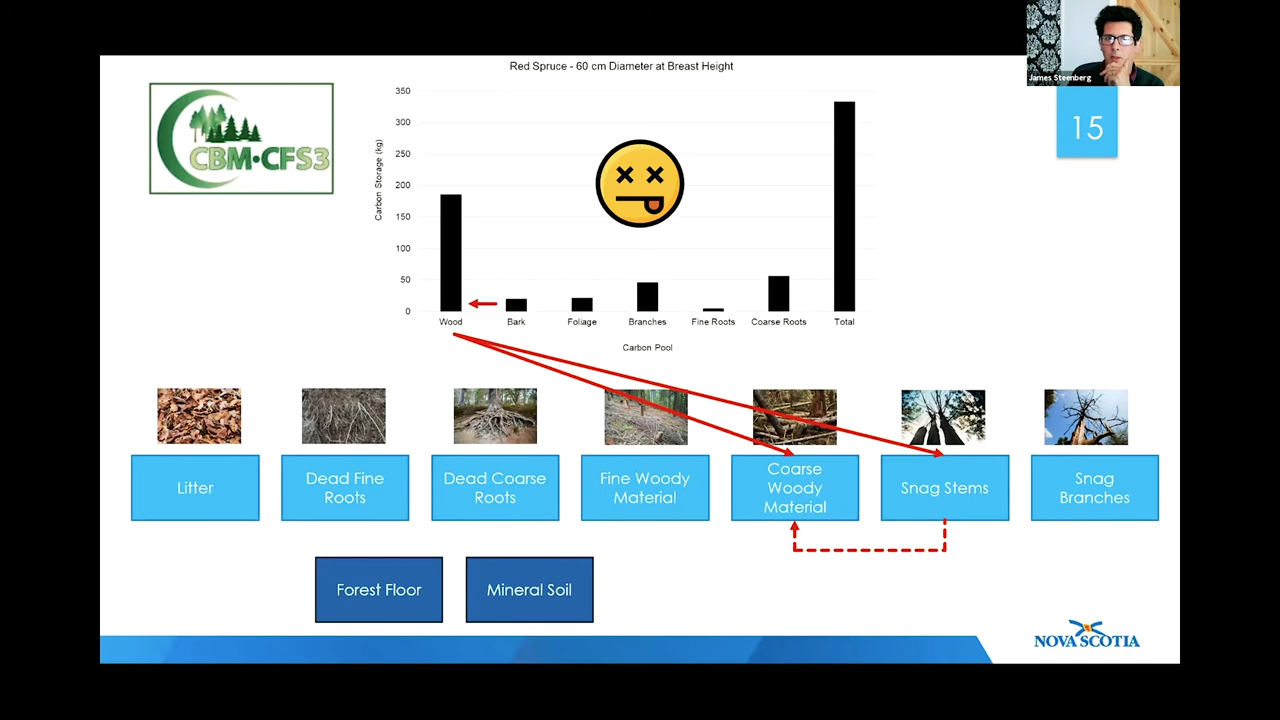 James Steenberg
15
CBM·CFS3
Red Spruce - 60 cm Diameter at Breast Height
Carbon Storage (kg)
350
300
250
200
150
100
50
0
Wood Bark Foliage Branches Fine Roots Coarse Roots Total
Carbon Pool
Litter
Dead Fine
Roots
Dead Coarse
Roots
Fine Woody
Material
Coarse
Woody
Material
Snag Stems
Snag
Branches
Forest Floor
Mineral Soil
NOVA SCOTIA